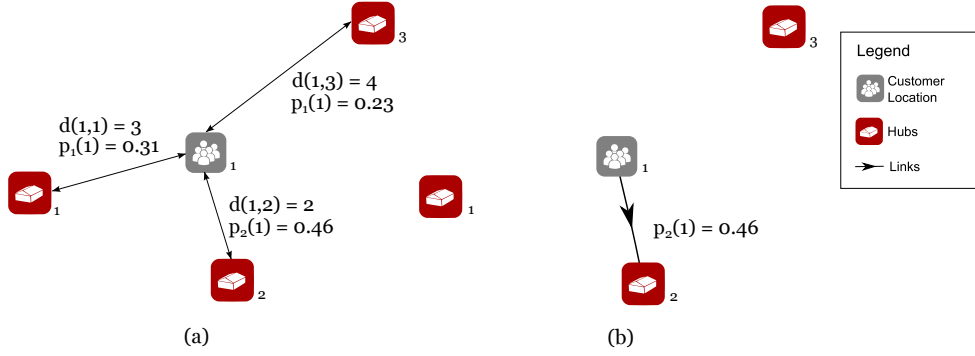 3
d(1,3) = 4
p₁(1) = 0.23
d(1,1) = 3
p₁(1) = 0.31
1
1
d(1,2) = 2
p₂(1) = 0.46
2
(a)
3
1
1
p₂(1) = 0.46
2
(b)
Legend
Customer
Location
Hubs
Links